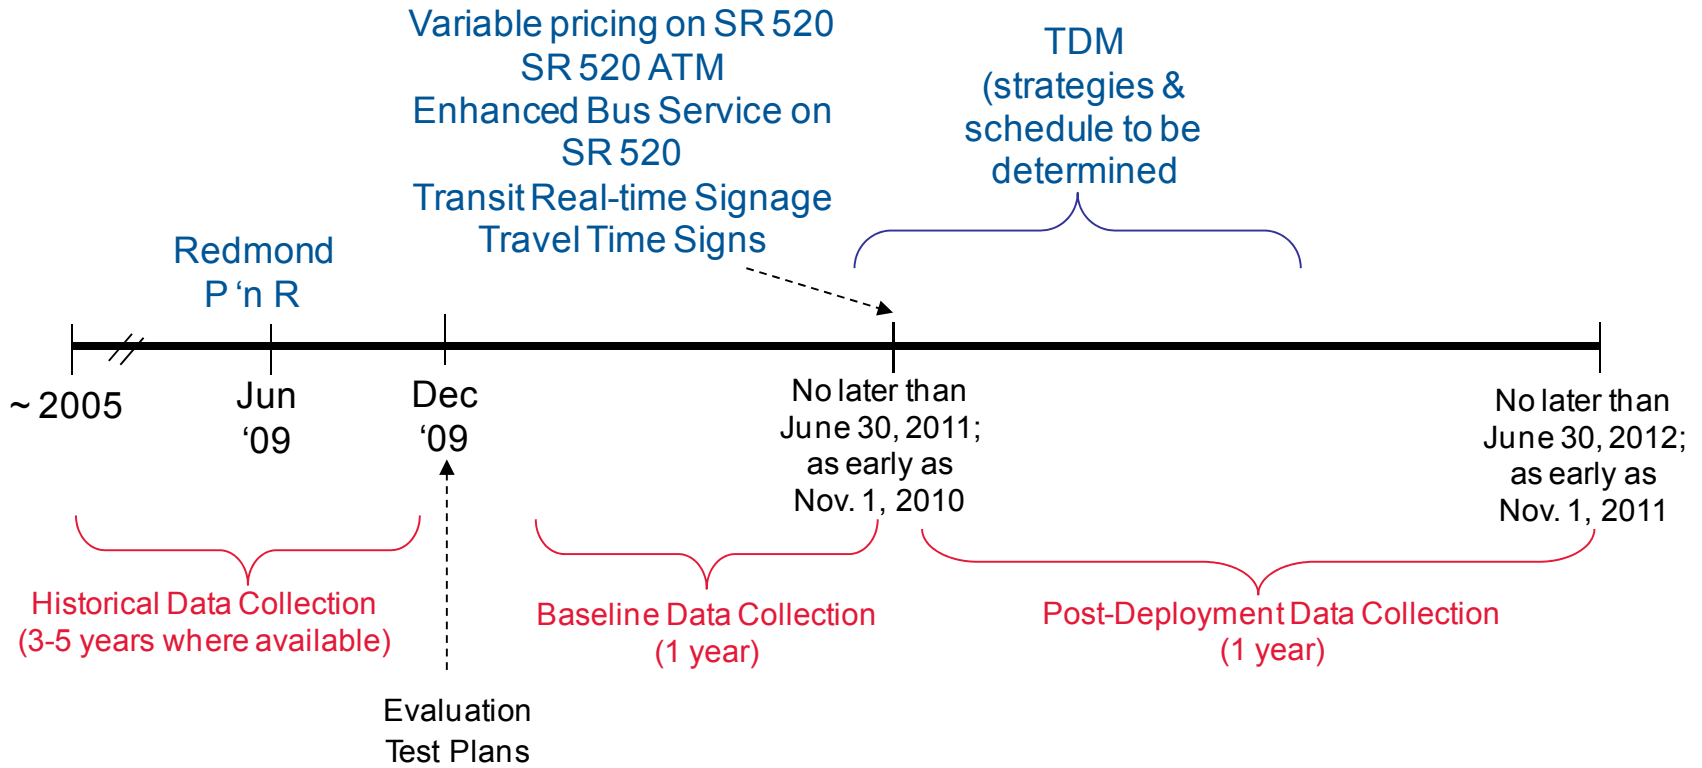 Variable pricing on SR 520
SR 520 ATM
Enhanced Bus Service on
SR 520
Transit Real-time Signage
Travel Time Signs
TDM
(strategies &
schedule to be
determined
Redmond
P ‘n R
~ 2005
Jun
‘09
Dec
‘09
No later than
June 30, 2011;
as early as
Nov. 1, 2010
No later than
June 30, 2012;
as early as
Nov. 1, 2011
Historical Data Collection
(3-5 years where available)
Baseline Data Collection
(1 year)
Post-Deployment Data Collection
(1 year)
Evaluation
Test Plans